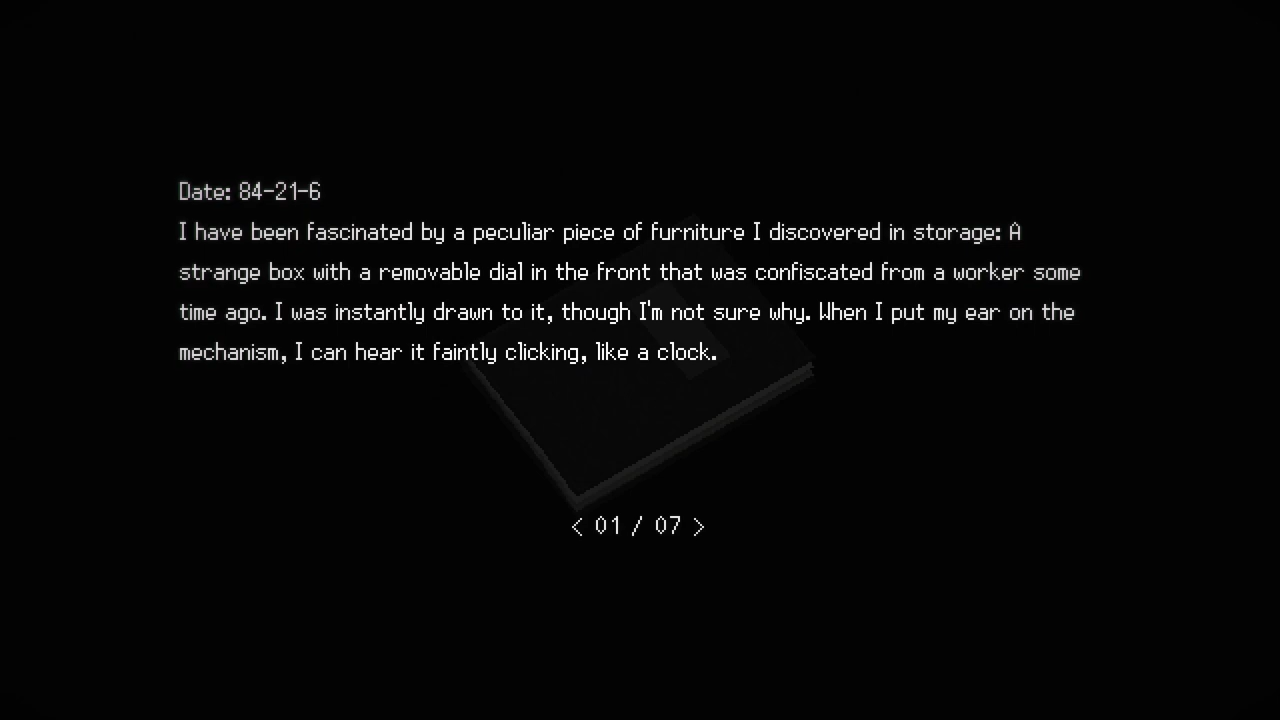 Date: 84-21-6
I have been fascinated by a peculiar piece of furniture I discovered in storage: A
strange box with a removable dial in the front that was confiscated from a worker some
time ago. I was instantly drawn to it, though I'm not sure why. When I put my ear on the
mechanism, I can hear it faintly clicking, like a clock.
< 01 / 07 >